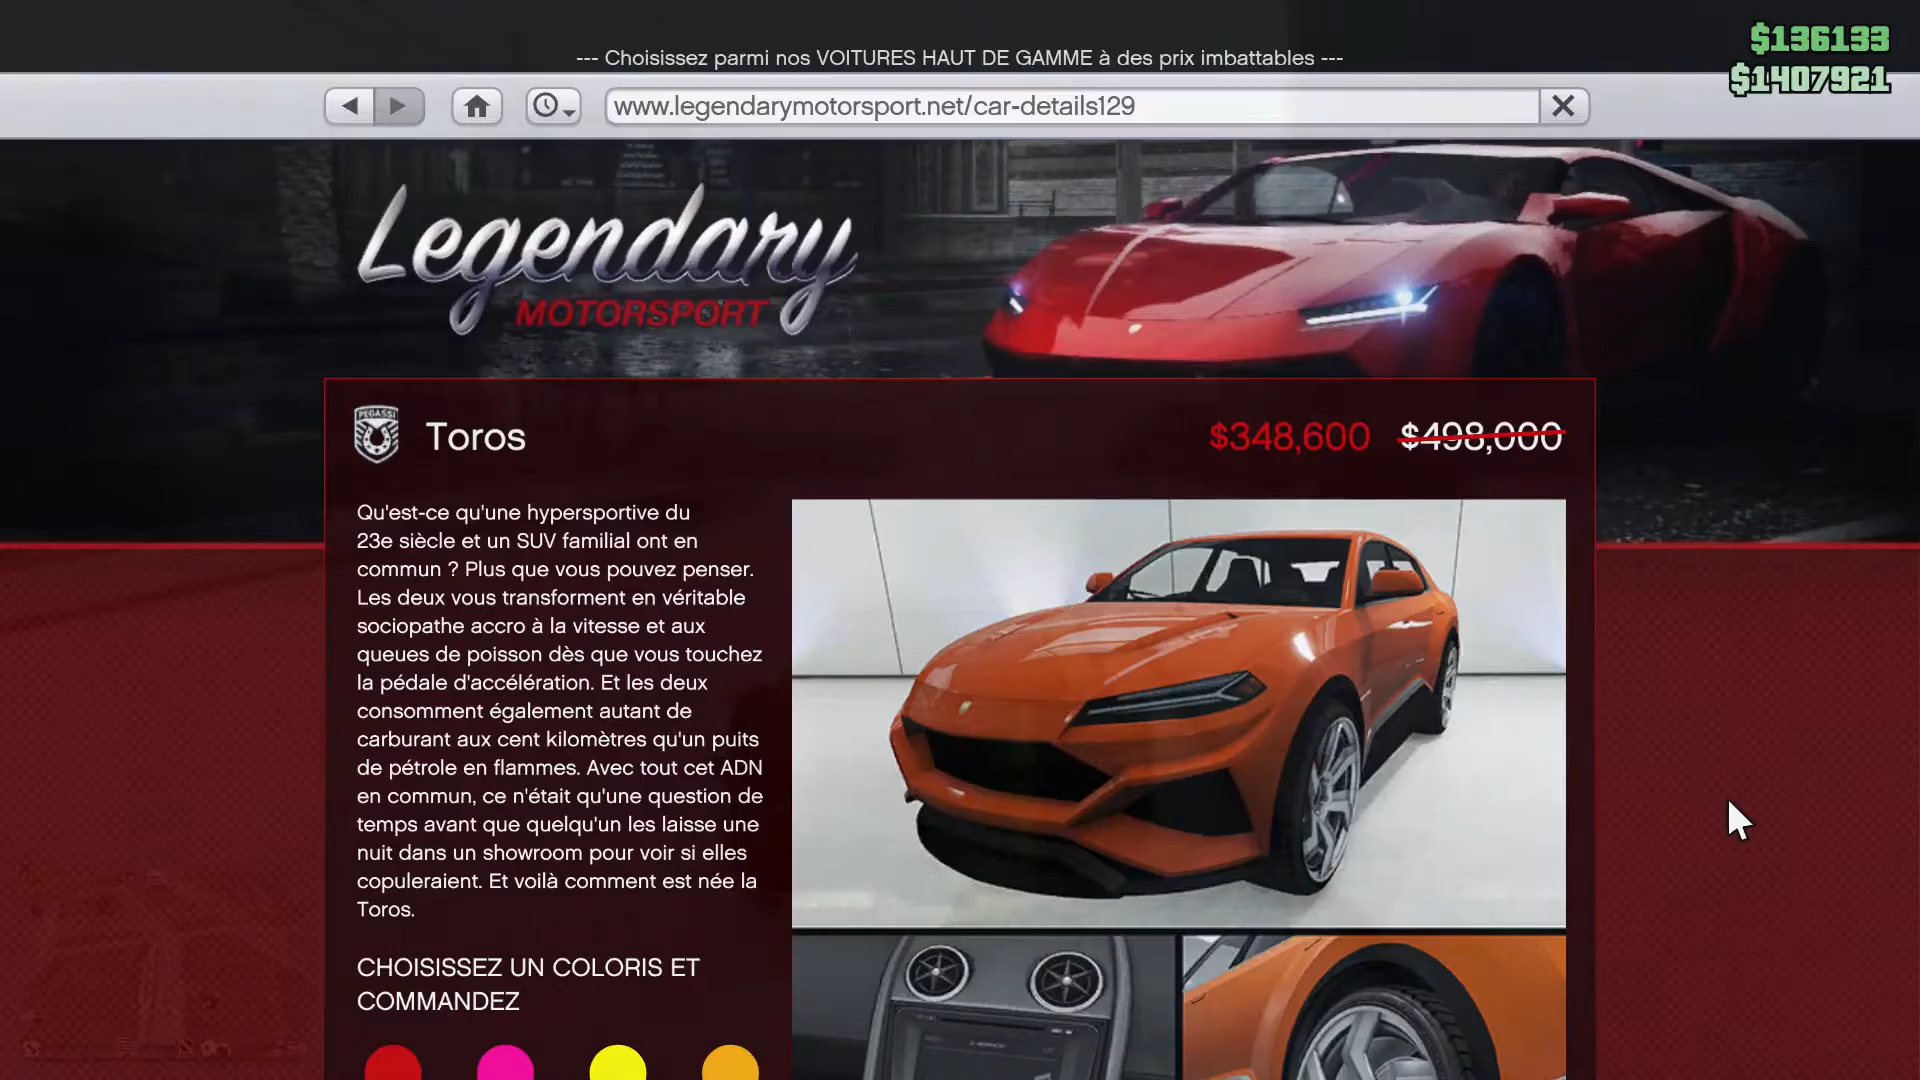 --- Choisissez parmi nos VOITURES HAUT DE GAMME à des prix imbattables ---
$136133
$1407921
www.legendarymotorsport.net/car-details129
Legendary
MOTORSPORT
PEGASSI
Toros
$348,600 $498,000
Qu'est-ce qu'une hypersportive du
23e siècle et un SUV familial ont en
commun ? Plus que vous pouvez penser.
Les deux vous transforment en véritable
sociopathe accro à la vitesse et aux
queues de poisson dès que vous touchez
la pédale d'accélération. Et les deux
consomment également autant de
carburant aux cent kilomètres qu'un puits
de pétrole en flammes. Avec tout cet ADN
en commun, ce n'était qu'une question de
temps avant que quelqu'un les laisse une
nuit dans un showroom pour voir si elles
copuleraient. Et voilà comment est née la
Toros.
CHOISISSEZ UN COLORIS ET
COMMANDEZ